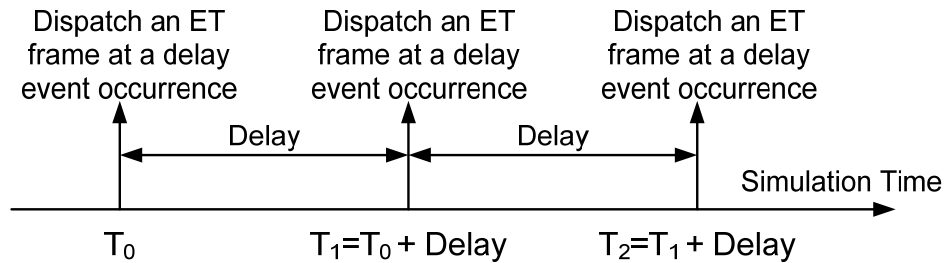 Dispatch an ET
frame at a delay
event occurrence
Dispatch an ET
frame at a delay
event occurrence
Dispatch an ET
frame at a delay
event occurrence
Delay
Delay
Simulation Time
T₀
T₁=T₀ + Delay
T₂=T₁ + Delay